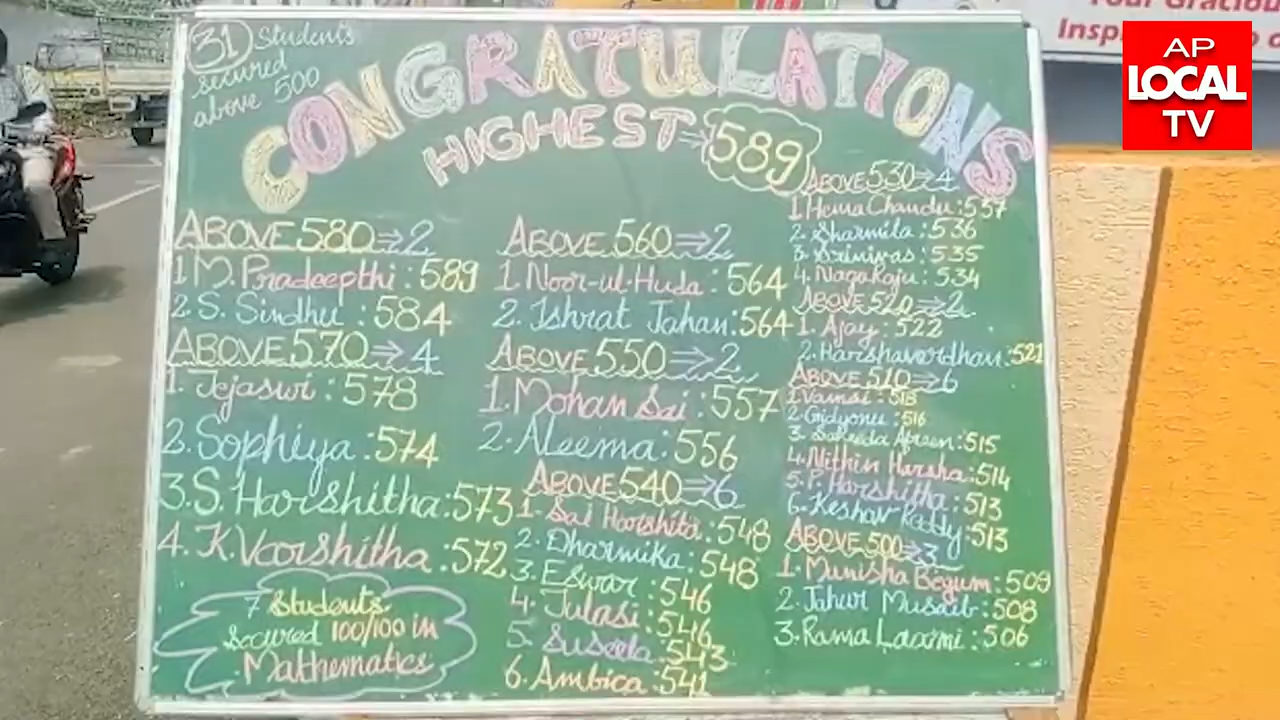 31 Students
secured
above 500
CONGRATULATIONS
HIGHEST ⇒ 589
ABOVE 580 ⇒ 2
1 M. Pradeepthi : 589
2. S. Sindhu : 584
ABOVE 570 ⇒ 4
1. Tejaswi : 578
2. Sophiya : 574
3. S. Harshitha : 573
4. K. Varshitha : 572
7 Students
Secured 100/100 in
Mathematics
ABOVE 560 ⇒ 2
1. Noor-ul-Huda : 564
2. Ishrat Jahan : 564
ABOVE 550 ⇒ 2
1. Mohan Sai : 557
2. Aleema : 556
ABOVE 540 ⇒ 6
1. Sai Harshita : 548
2. Dharmika : 548
3. Eswar : 546
4. Tulasi : 546
5. Suseela : 543
6. Ambica : 541
ABOVE 530 ⇒ 4
1. Hema Chandu : 537
2. Sharmila : 536
3. Srinivas : 535
4. Naga Raju : 534
ABOVE 520 ⇒ 2
1. Ajay : 522
2. Harshavardhan : 521
ABOVE 510 ⇒ 6
1 Vamsi : 518
2. : 516
3. Afreen : 515
4. Nithin Harsha : 514
5. P. Harshitha : 513
6. Keshav Reddy : 513
ABOVE 500 ⇒ 3
1. Munisha Begum : 509
2. Jahur Musaib : 508
3. Rama Laxmi : 506
Your Gracious
AP
LOCAL
TV